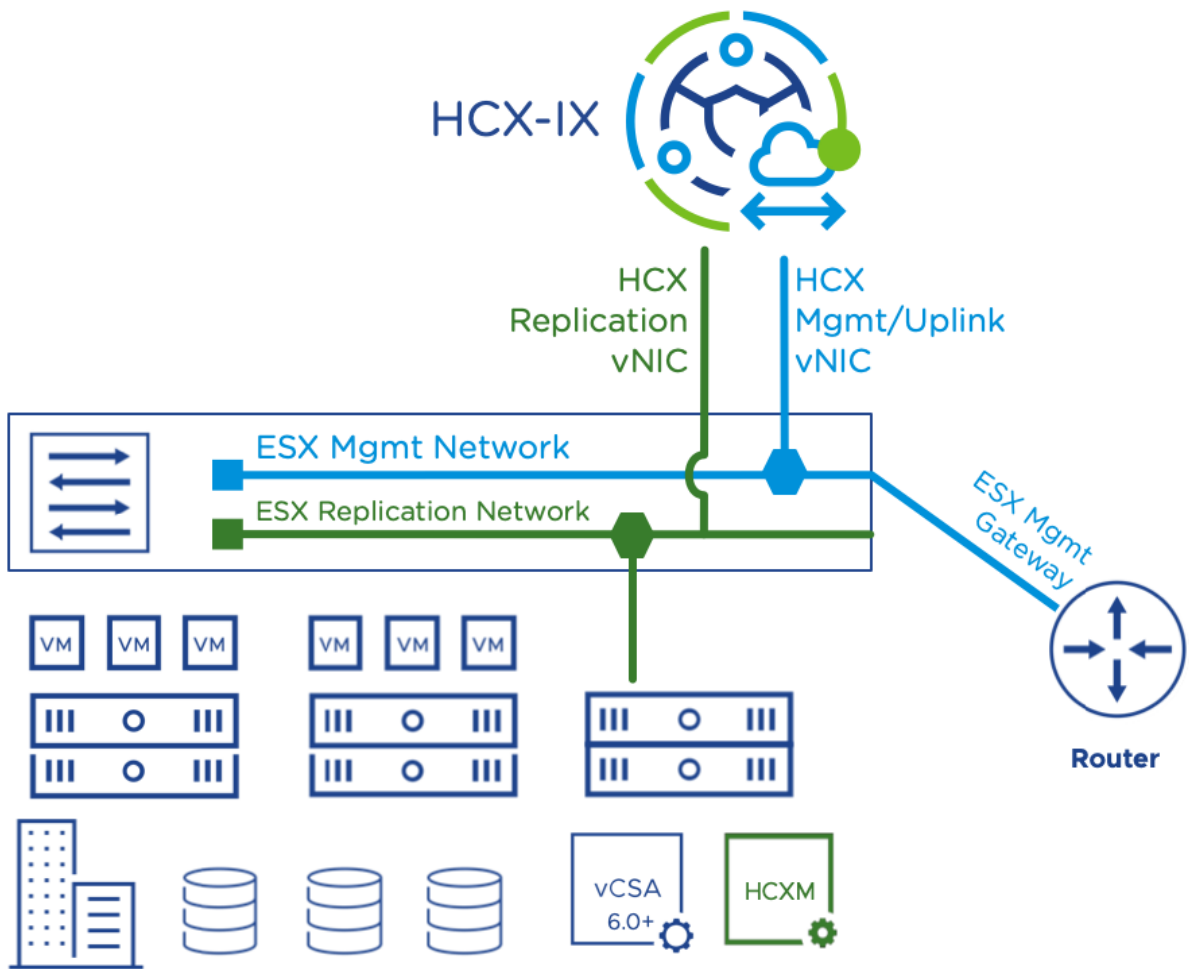 HCX-IX
HCX
Replication
vNIC
HCX
Mgmt/Uplink
vNIC
ESX Mgmt Network
ESX Replication Network
ESX Mgmt
Gateway
VM
VM
VM
VM
VM
VM
Router
vCSA
6.0+
HCXM